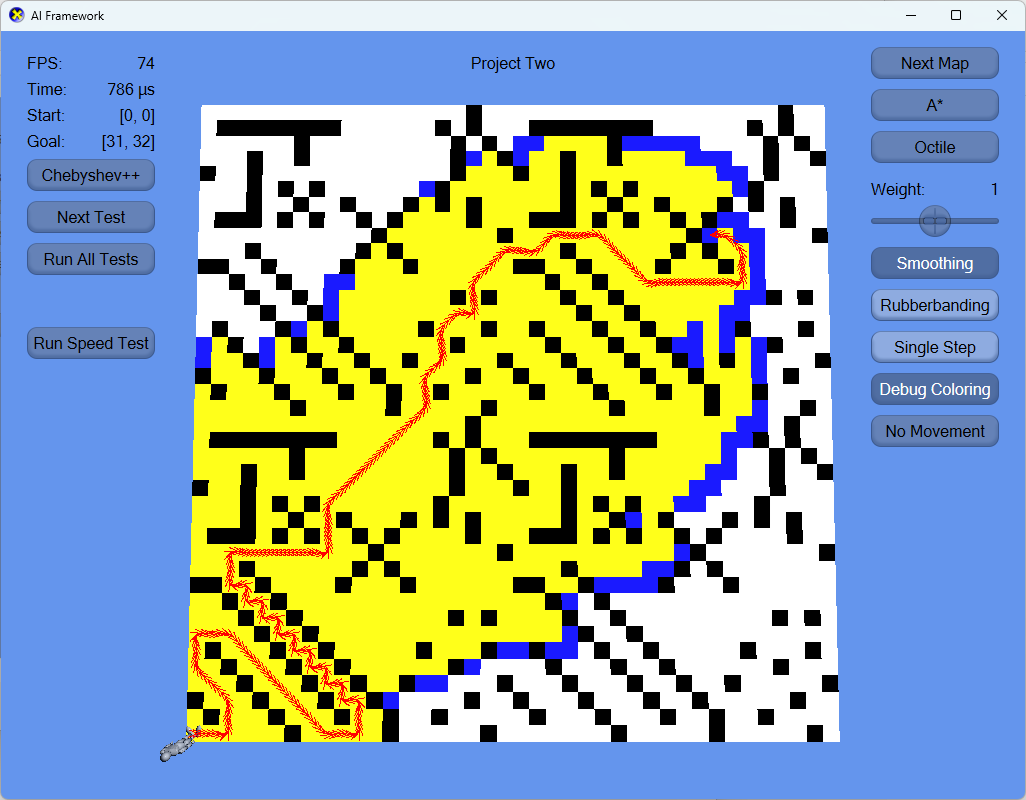 AI Framework
FPS: 74
Time: 786 µs
Start: [0, 0]
Goal: [31, 32]
Chebyshev++
Next Test
Run All Tests
Run Speed Test
Project Two
Next Map
A*
Octile
Weight: 1
Smoothing
Rubberbanding
Single Step
Debug Coloring
No Movement